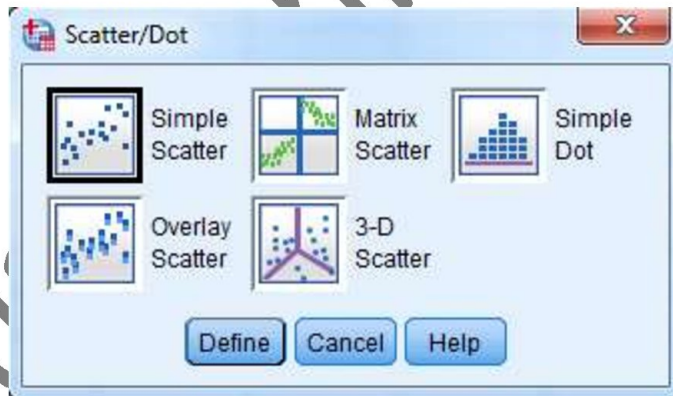 Scatter/Dot
Simple
Scatter
Matrix
Scatter
Simple
Dot
Overlay
Scatter
3-D
Scatter
Define
Cancel
Help